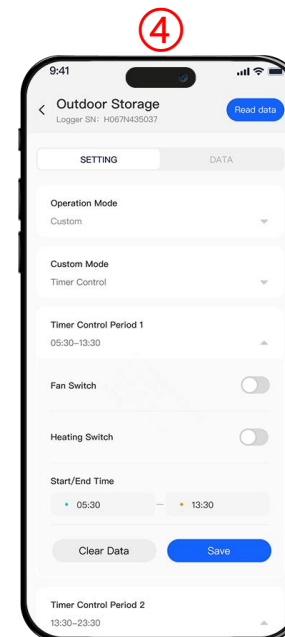 ④
9:41
Outdoor Storage
Logger SN: H067N435037
Read data
SETTING
DATA
Operation Mode
Custom
Custom Mode
Timer Control
Timer Control Period 1
05:30–13:30
Fan Switch
Heating Switch
Start/End Time
05:30 — 13:30
Clear Data
Save
Timer Control Period 2
13:30–23:30